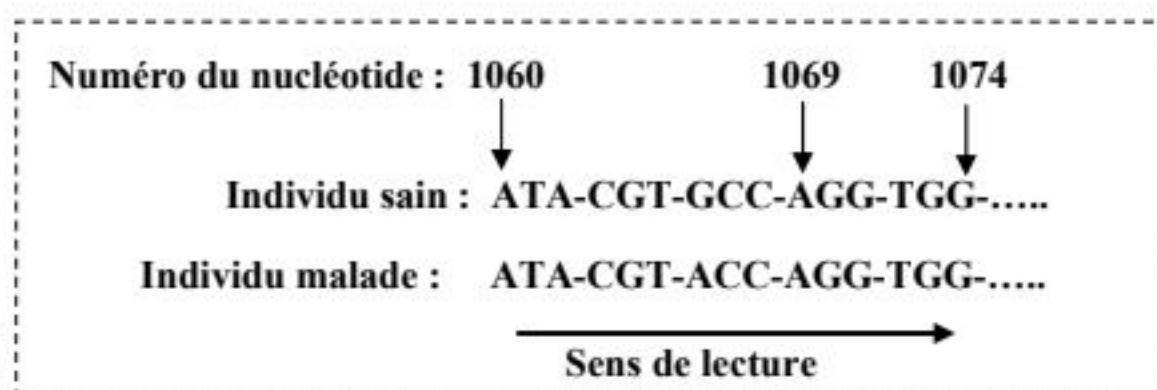 Numéro du nucléotide : 1060 1069 1074
Individu sain : ATA-CGT-GCC-AGG-TGG-.....
Individu malade : ATA-CGT-ACC-AGG-TGG-.....
Sens de lecture